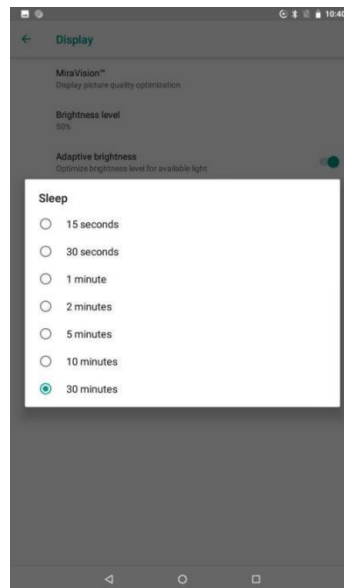 10:40
Display
MiraVision™
Display picture quality optimization
Brightness level
50%
Adaptive brightness
Optimize brightness level for available light
Sleep
15 seconds
30 seconds
1 minute
2 minutes
5 minutes
10 minutes
30 minutes